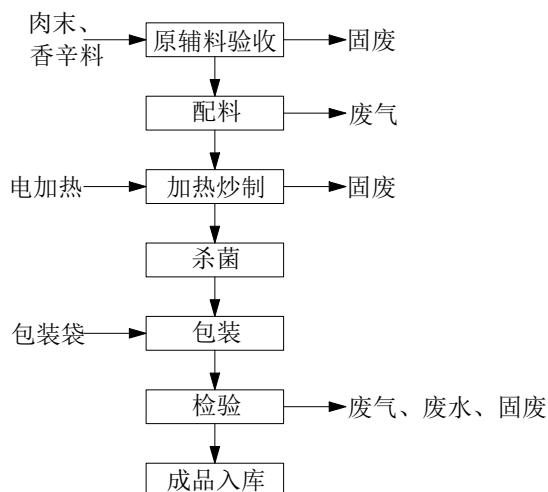 肉末、
香辛料
原辅料验收
固废
配料
废气
电加热
加热炒制
固废
杀菌
包装袋
包装
检验
废气、废水、固废
成品入库